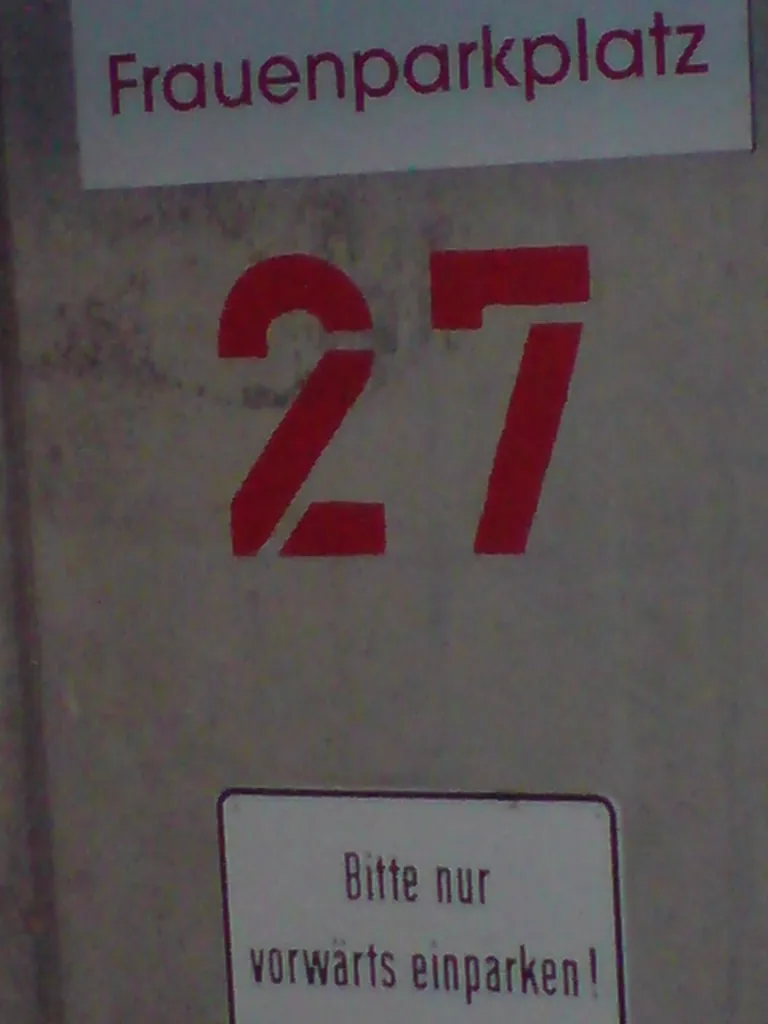 Frauenparkplatz
27
Bitte nur
vorwärts einparken!